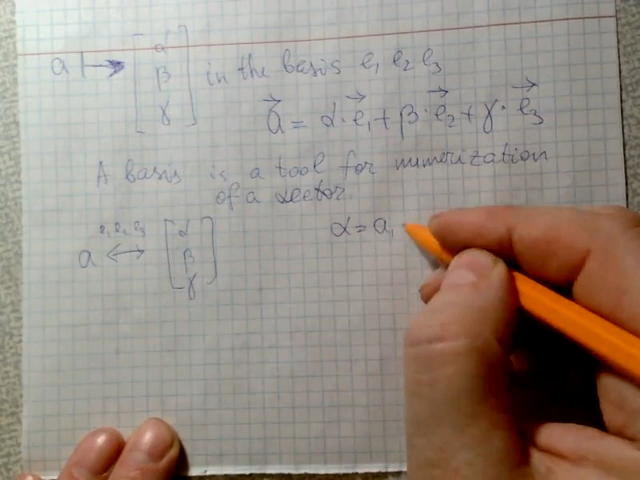 a ↦ [α β γ] in the basis e₁ e₂ e₃
a⃗ = α·e⃗₁ + β·e⃗₂ + γ·e⃗₃
A basis is a tool for numerization
of a vector.
a ⟷ [α β γ] e₁ e₂ e₃
α = a₁